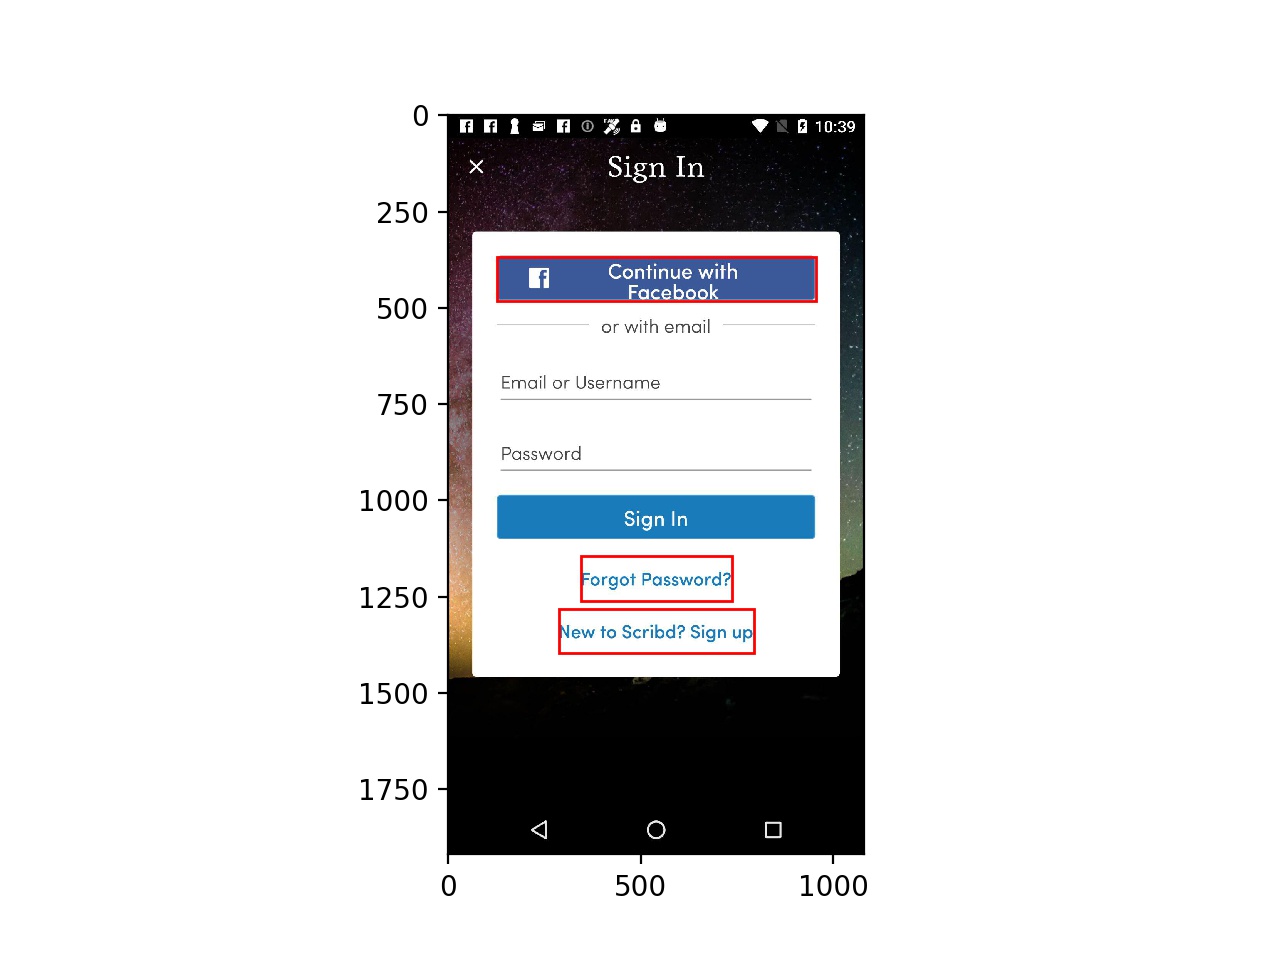 0
250
500
750
1000
1250
1500
1750
0
500
1000
10:39
Sign In
Continue with
Facebook
or with email
Email or Username
Password
Sign In
Forgot Password?
New to Scribd? Sign up